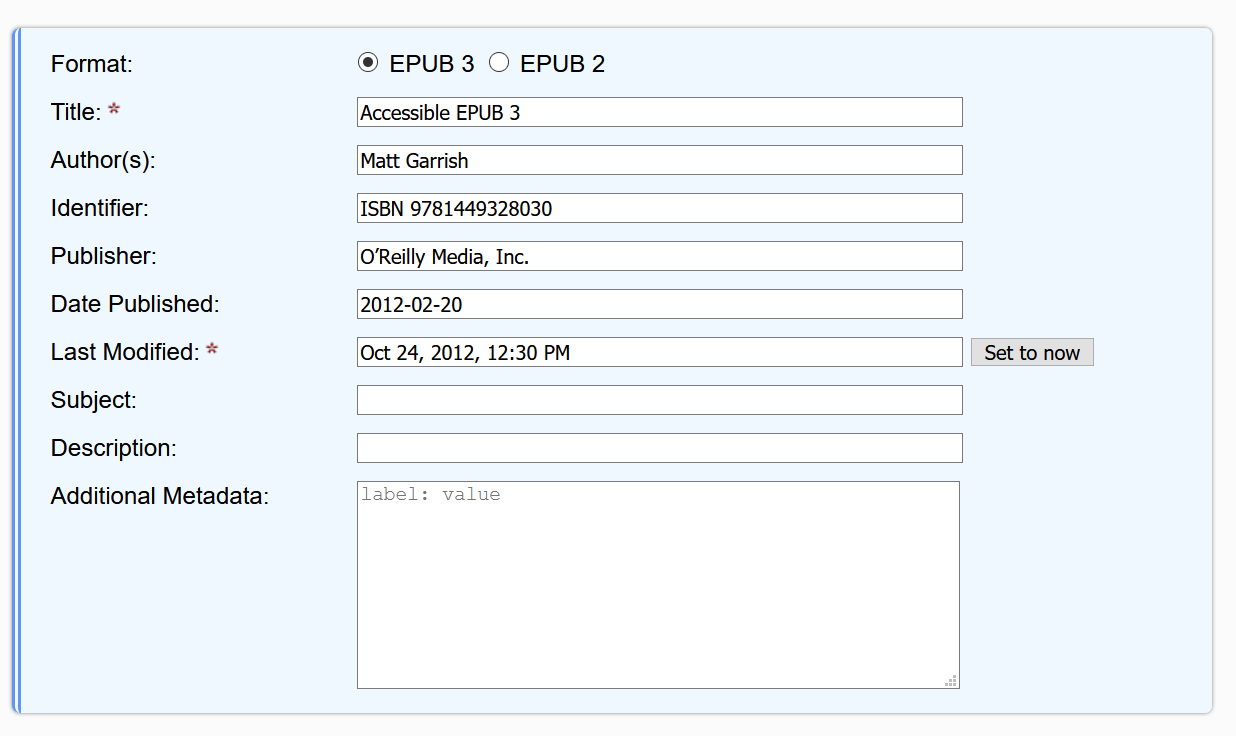 Format: EPUB 3 EPUB 2
Title: * Accessible EPUB 3
Author(s): Matt Garrish
Identifier: ISBN 9781449328030
Publisher: O’Reilly Media, Inc.
Date Published: 2012-02-20
Last Modified: * Oct 24, 2012, 12:30 PM Set to now
Subject:
Description:
Additional Metadata: label: value